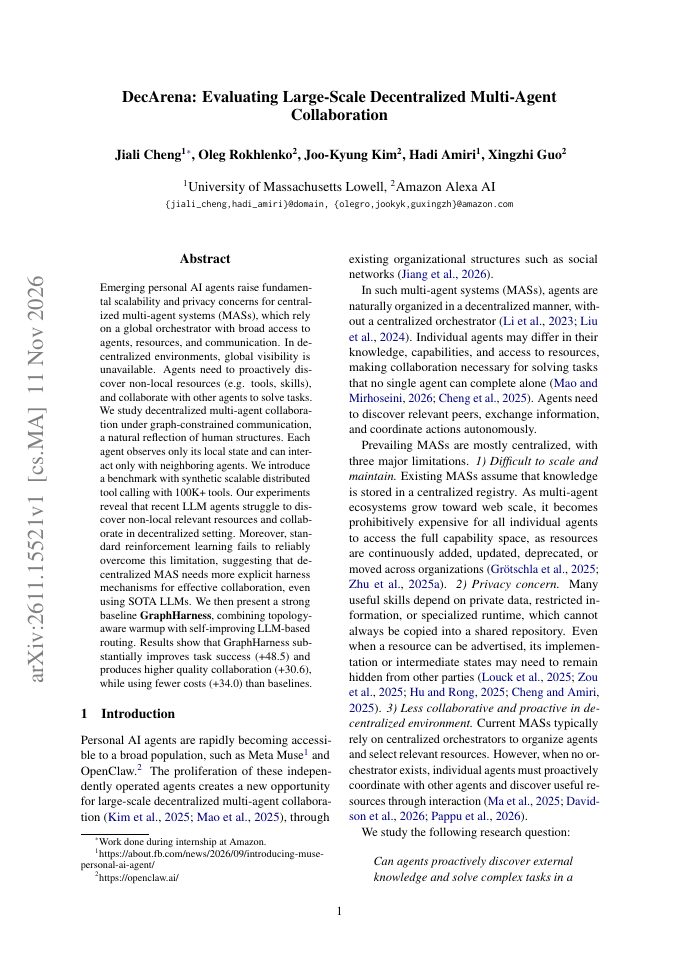 DecArena: Evaluating Large-Scale Decentralized Multi-Agent
Collaboration
Jiali Cheng1*, Oleg Rokhlenko2, Joo-Kyung Kim2, Hadi Amiri1, Xingzhi Guo2
1University of Massachusetts Lowell, 2Amazon Alexa AI
{jiali_cheng,hadi_amiri}@domain, {olegro,jookyk,guxingzh}@amazon.com
arXiv:2611.15521v1 [cs.MA] 11 Nov 2026
Abstract
Emerging personal AI agents raise fundamen-
tal scalability and privacy concerns for central-
ized multi-agent systems (MASs), which rely
on a global orchestrator with broad access to
agents, resources, and communication. In de-
centralized environments, global visibility is
unavailable. Agents need to proactively dis-
cover non-local resources (e.g. tools, skills),
and collaborate with other agents to solve tasks.
We study decentralized multi-agent collabora-
tion under graph-constrained communication,
a natural reflection of human structures. Each
agent observes only its local state and can inter-
act only with neighboring agents. We introduce
a benchmark with synthetic scalable distributed
tool calling with 100K+ tools. Our experiments
reveal that recent LLM agents struggle to dis-
cover non-local relevant resources and collab-
orate in decentralized setting. Moreover, stan-
dard reinforcement learning fails to reliably
overcome this limitation, suggesting that de-
centralized MAS needs more explicit harness
mechanisms for effective collaboration, even
using SOTA LLMs. We then present a strong
baseline GraphHarness, combining topology-
aware warmup with self-improving LLM-based
routing. Results show that GraphHarness sub-
stantially improves task success (+48.5) and
produces higher quality collaboration (+30.6),
while using fewer costs (+34.0) than baselines.
1 Introduction
Personal AI agents are rapidly becoming accessi-
ble to a broad population, such as Meta Muse1 and
OpenClaw.2 The proliferation of these indepen-
dently operated agents creates a new opportunity
for large-scale decentralized multi-agent collabora-
tion (Kim et al., 2025; Mao et al., 2025), through
*Work done during internship at Amazon.
1https://about.fb.com/news/2026/09/introducing-muse-
personal-ai-agent/
2https://openclaw.ai/
existing organizational structures such as social
networks (Jiang et al., 2026).
In such multi-agent systems (MASs), agents are
naturally organized in a decentralized manner, with-
out a centralized orchestrator (Li et al., 2023; Liu
et al., 2024). Individual agents may differ in their
knowledge, capabilities, and access to resources,
making collaboration necessary for solving tasks
that no single agent can complete alone (Mao and
Mirhoseini, 2026; Cheng et al., 2025). Agents need
to discover relevant peers, exchange information,
and coordinate actions autonomously.
Prevailing MASs are mostly centralized, with
three major limitations. 1) Difficult to scale and
maintain. Existing MASs assume that knowledge
is stored in a centralized registry. As multi-agent
ecosystems grow toward web scale, it becomes
prohibitively expensive for all individual agents
to access the full capability space, as resources
are continuously added, updated, deprecated, or
moved across organizations (Grötschla et al., 2025;
Zhu et al., 2025a). 2) Privacy concern. Many
useful skills depend on private data, restricted in-
formation, or specialized runtime, which cannot
always be copied into a shared repository. Even
when a resource can be advertised, its implemen-
tation or intermediate states may need to remain
hidden from other parties (Louck et al., 2025; Zou
et al., 2025; Hu and Rong, 2025; Cheng and Amiri,
2025). 3) Less collaborative and proactive in de-
centralized environment. Current MASs typically
rely on centralized orchestrators to organize agents
and select relevant resources. However, when no or-
chestrator exists, individual agents must proactively
coordinate with other agents and discover useful re-
sources through interaction (Ma et al., 2025; David-
son et al., 2026; Pappu et al., 2026).
We study the following research question:
Can agents proactively discover external
knowledge and solve complex tasks in a
1